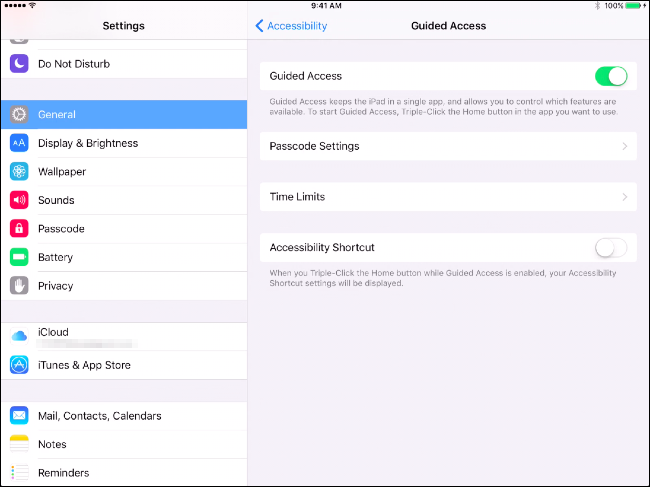 9:41 AM
100%
Settings
Accessibility
Guided Access
Do Not Disturb
General
Display & Brightness
Wallpaper
Sounds
Passcode
Battery
Privacy
iCloud
iTunes & App Store
Mail, Contacts, Calendars
Notes
Reminders
Guided Access
Guided Access keeps the iPad in a single app, and allows you to control which features are
available. To start Guided Access, Triple-Click the Home button in the app you want to use.
Passcode Settings
Time Limits
Accessibility Shortcut
When you Triple-Click the Home button while Guided Access is enabled, your Accessibility
Shortcut settings will be displayed.